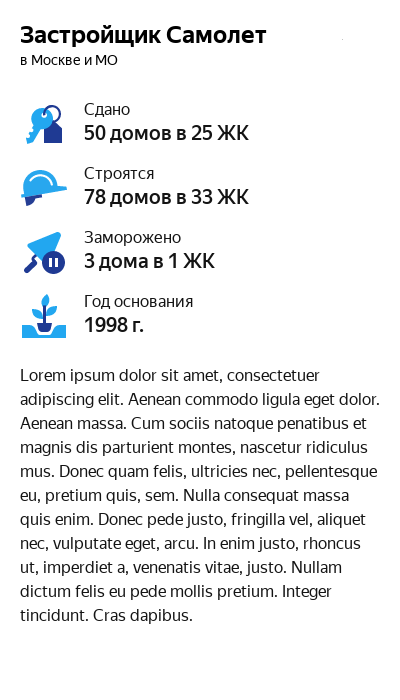 Застройщик Самолет
в Москве и МО
Сдано
50 домов в 25 ЖК
Строятся
78 домов в 33 ЖК
Заморожено
3 дома в 1 ЖК
Год основания
1998 г.
Lorem ipsum dolor sit amet, consectetuer
adipiscing elit. Aenean commodo ligula eget dolor.
Aenean massa. Cum sociis natoque penatibus et
magnis dis parturient montes, nascetur ridiculus
mus. Donec quam felis, ultricies nec, pellentesque
eu, pretium quis, sem. Nulla consequat massa
quis enim. Donec pede justo, fringilla vel, aliquet
nec, vulputate eget, arcu. In enim justo, rhoncus
ut, imperdiet a, venenatis vitae, justo. Nullam
dictum felis eu pede mollis pretium. Integer
tincidunt. Cras dapibus.